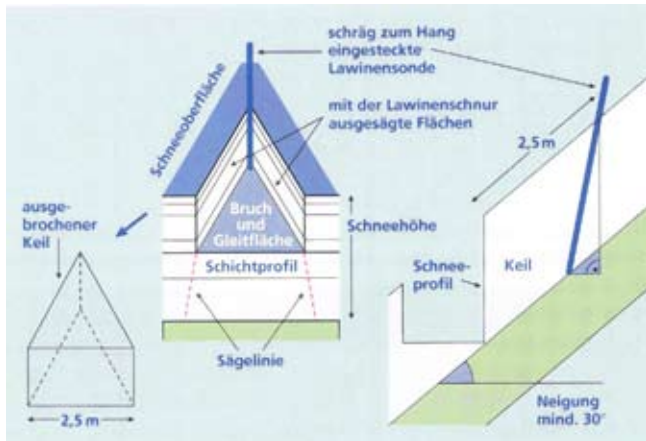 schräg zum Hang
eingesteckte
Lawinensonde
Schneeoberfläche
mit der Lawinenschnur
ausgesägte Flächen
2,5 m
ausge-
brochener
Keil
Bruch
und
Gleitfläche
Schneehöhe
Schichtprofil
Schnee-
profil
Keil
Sägelinie
2,5 m
Neigung
mind. 30°